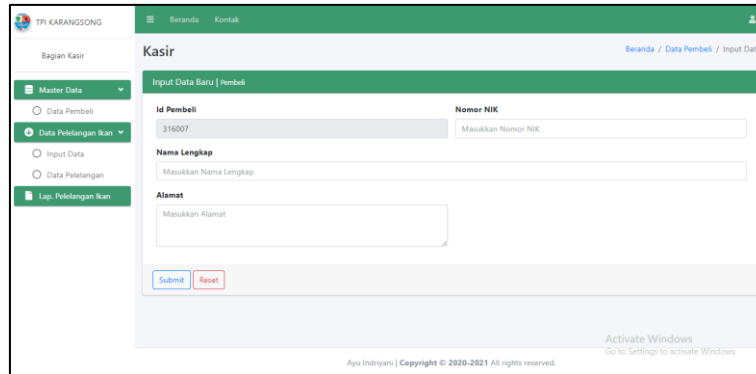 TPI KARANGSONG
Beranda Kontak
Bagian Kasir
Kasir
Beranda / Data Pembeli / Input Dat
Master Data
Data Pembeli
Data Pelelangan Ikan
Input Data
Data Pelelangan
Lap. Pelelangan Ikan
Input Data Baru | Pembeli
Id Pembeli
Nomor NIK
316007
Masukkan Nomor NIK
Nama Lengkap
Masukkan Nama Lengkap
Alamat
Masukkan Alamat
Submit Reset
Activate Windows
Go to Settings to activate Windows.
Ayu Indriyani | Copyright © 2020-2021 All rights reserved.